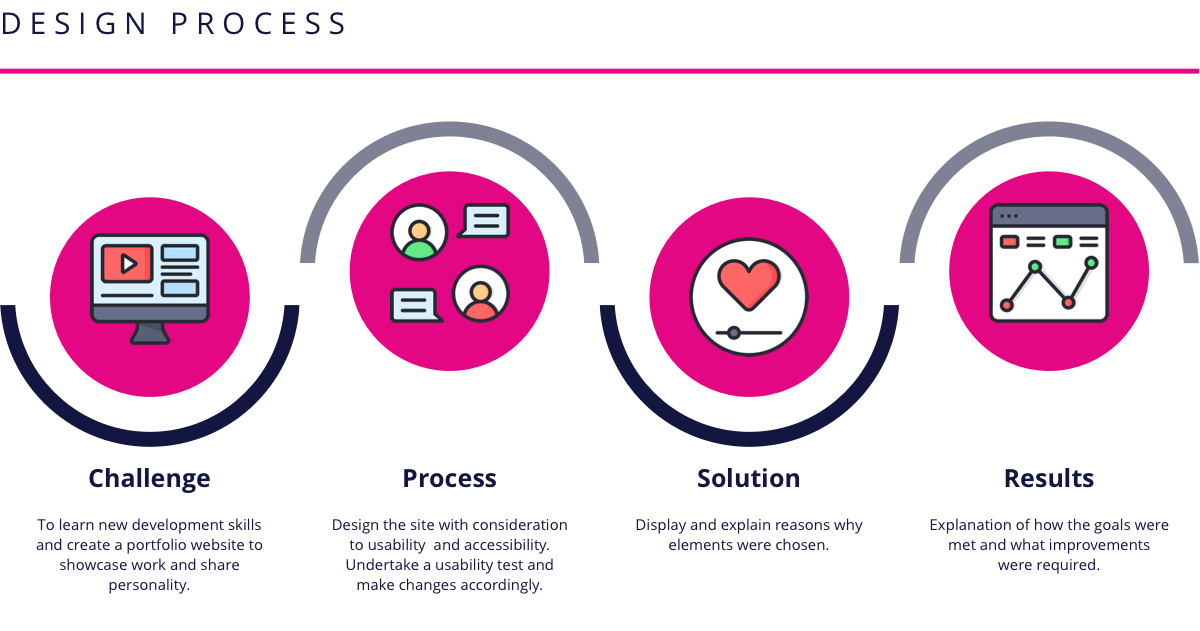 DESIGN PROCESS
Challenge
To learn new development skills
and create a portfolio website to
showcase work and share
personality.
Process
Design the site with consideration
to usability  and accessibility.
Undertake a usability test and
make changes accordingly.
Solution
Display and explain reasons why
elements were chosen.
Results
Explanation of how the goals were
met and what improvements
were required.